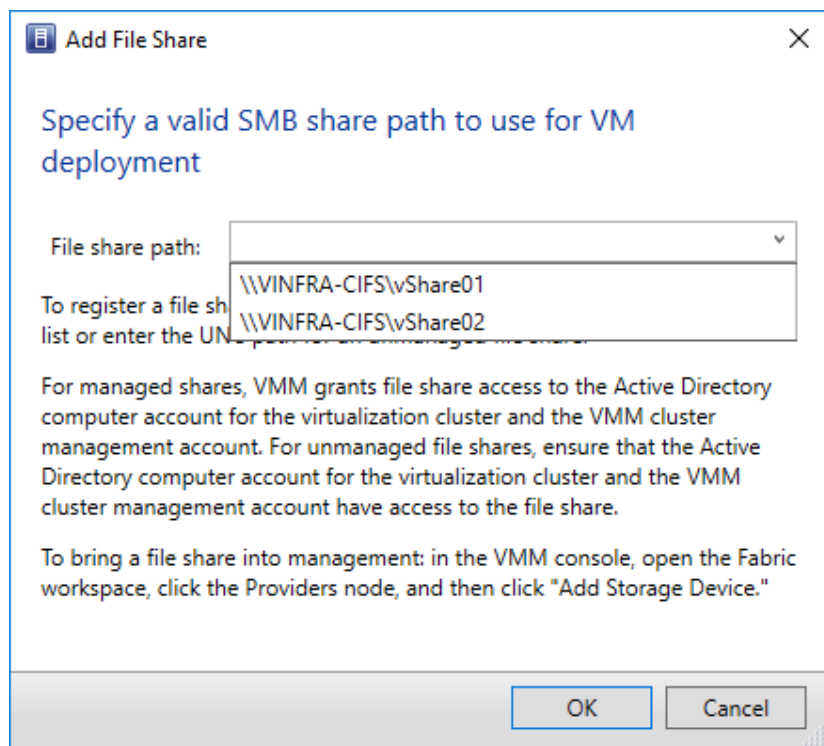 Add File Share
Specify a valid SMB share path to use for VM
deployment
File share path:
\\VINFRA-CIFS\vShare01
\\VINFRA-CIFS\vShare02
To register a file sh
list or enter the UN
For managed shares, VMM grants file share access to the Active Directory
computer account for the virtualization cluster and the VMM cluster
management account. For unmanaged file shares, ensure that the Active
Directory computer account for the virtualization cluster and the VMM
cluster management account have access to the file share.
To bring a file share into management: in the VMM console, open the Fabric
workspace, click the Providers node, and then click "Add Storage Device."
OK
Cancel